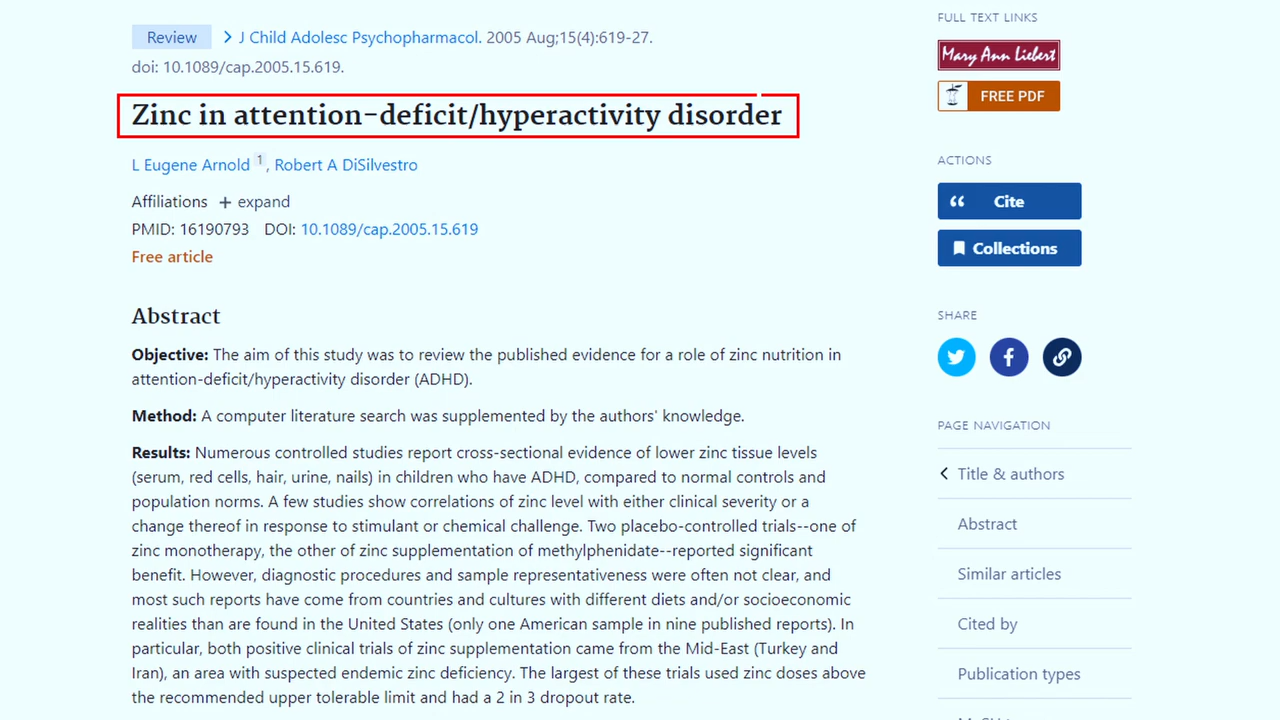 Review > J Child Adolesc Psychopharmacol. 2005 Aug;15(4):619-27.
doi: 10.1089/cap.2005.15.619.
Zinc in attention-deficit/hyperactivity disorder
L Eugene Arnold 1, Robert A DiSilvestro
Affiliations + expand
PMID: 16190793 DOI: 10.1089/cap.2005.15.619
Free article
Abstract
Objective: The aim of this study was to review the published evidence for a role of zinc nutrition in
attention-deficit/hyperactivity disorder (ADHD).
Method: A computer literature search was supplemented by the authors' knowledge.
Results: Numerous controlled studies report cross-sectional evidence of lower zinc tissue levels
(serum, red cells, hair, urine, nails) in children who have ADHD, compared to normal controls and
population norms. A few studies show correlations of zinc level with either clinical severity or a
change thereof in response to stimulant or chemical challenge. Two placebo-controlled trials--one of
zinc monotherapy, the other of zinc supplementation of methylphenidate--reported significant
benefit. However, diagnostic procedures and sample representativeness were often not clear, and
most such reports have come from countries and cultures with different diets and/or socioeconomic
realities than are found in the United States (only one American sample in nine published reports). In
particular, both positive clinical trials of zinc supplementation came from the Mid-East (Turkey and
Iran), an area with suspected endemic zinc deficiency. The largest of these trials used zinc doses above
the recommended upper tolerable limit and had a 2 in 3 dropout rate.
FULL TEXT LINKS
Mary Ann Liebert
FREE PDF
ACTIONS
Cite
Collections
SHARE
PAGE NAVIGATION
Title & authors
Abstract
Similar articles
Cited by
Publication types